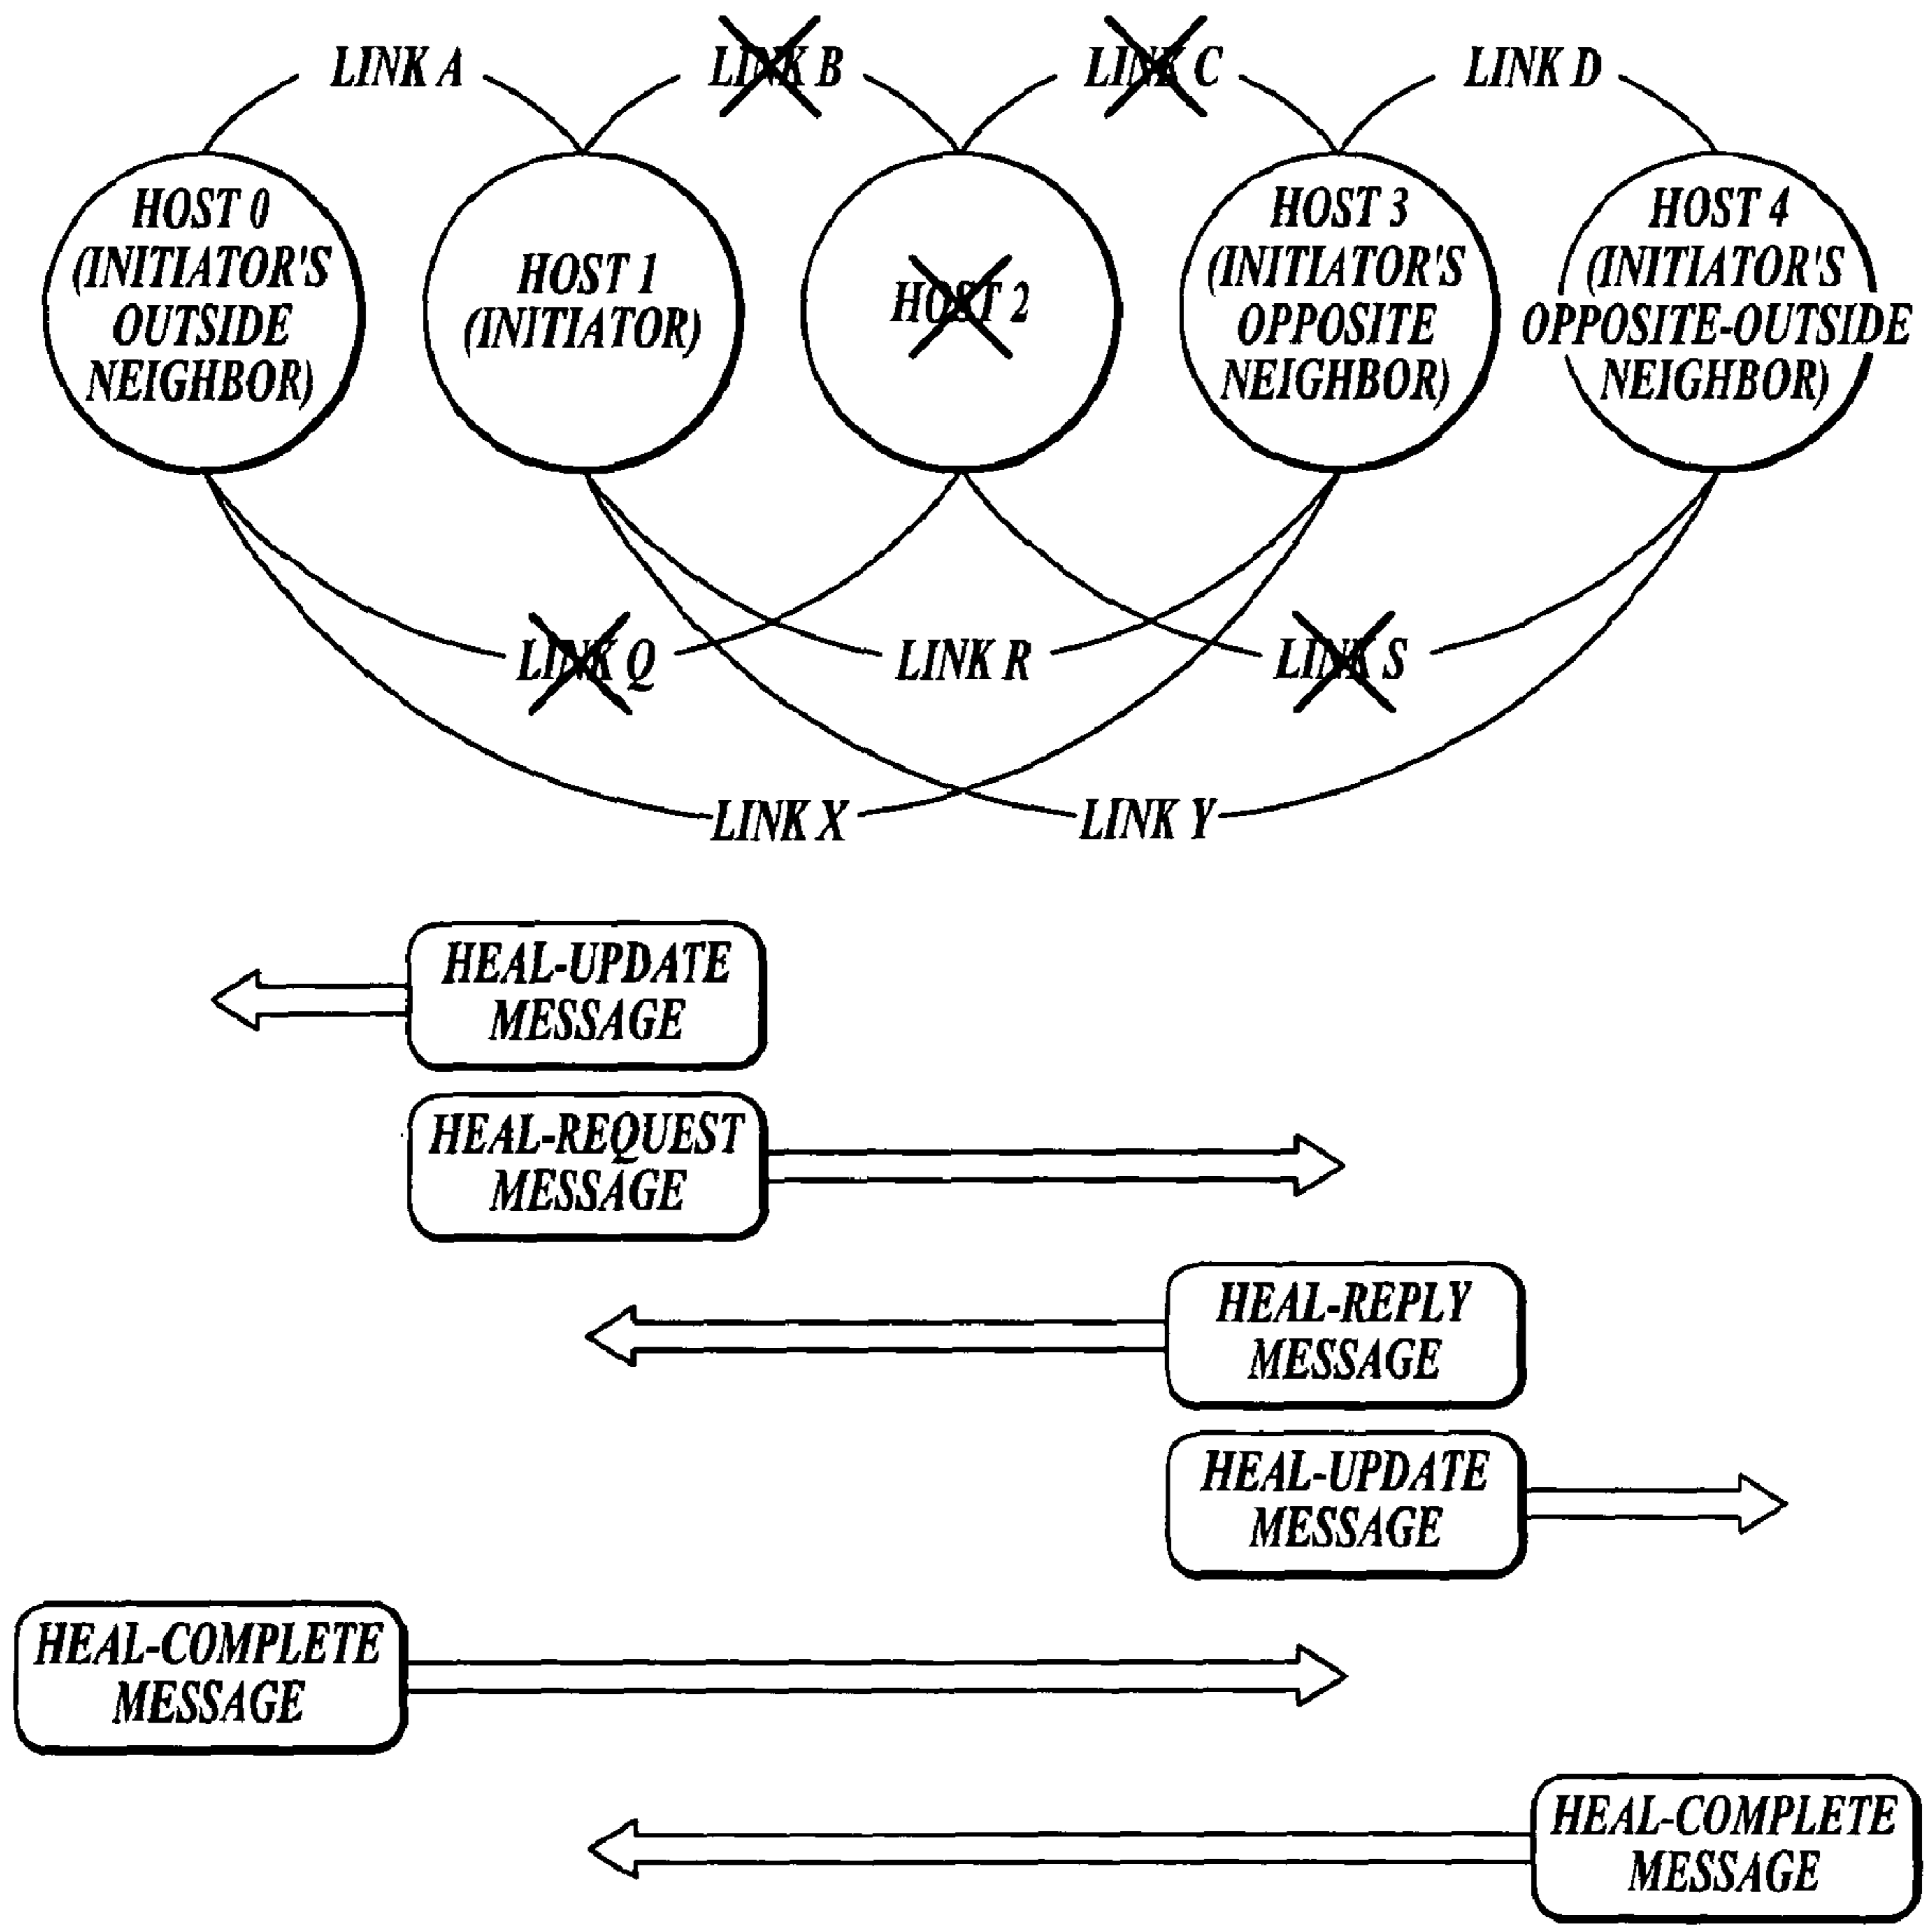 LINK A
LINK B
LINK C
LINK D
HOST 0
(INITIATOR'S
OUTSIDE
NEIGHBOR)
HOST 1
(INITIATOR)
HOST 2
HOST 3
(INITIATOR'S
OPPOSITE
NEIGHBOR)
HOST 4
(INITIATOR'S
OPPOSITE-OUTSIDE
NEIGHBOR)
LINK Q
LINK R
LINK S
LINK X
LINK Y
HEAL-UPDATE
MESSAGE
HEAL-REQUEST
MESSAGE
HEAL-REPLY
MESSAGE
HEAL-UPDATE
MESSAGE
HEAL-COMPLETE
MESSAGE
HEAL-COMPLETE
MESSAGE